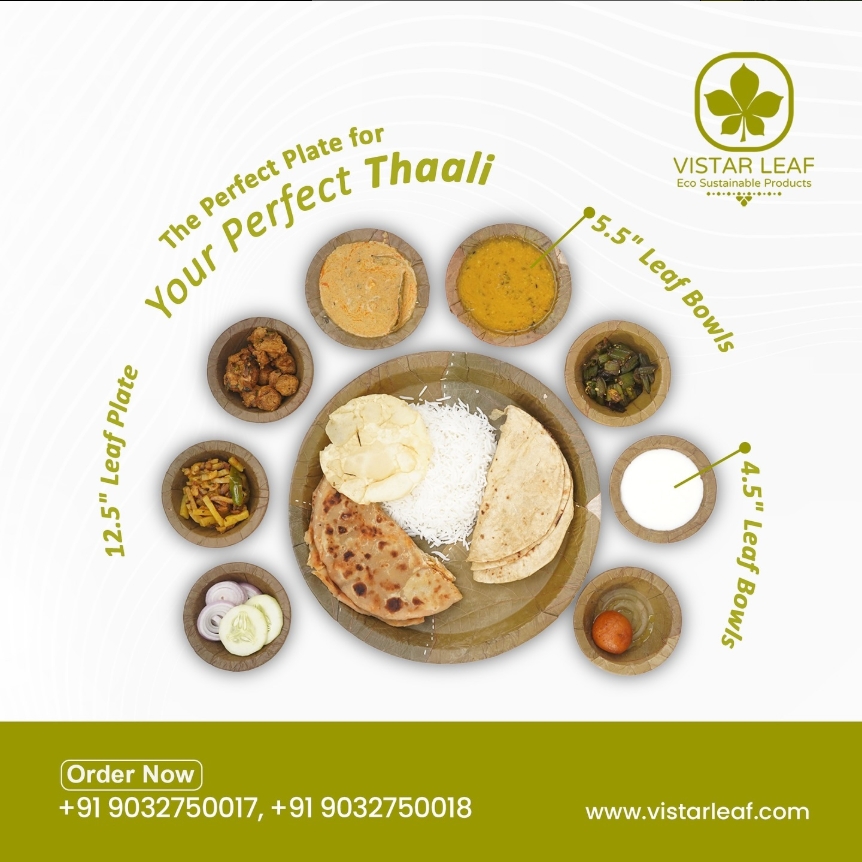 VISTAR LEAF
Eco Sustainable Products
The Perfect Plate for
Your Perfect Thaali
5.5" Leaf Bowls
12.5" Leaf Plate
4.5" Leaf Bowls
Order Now
+91 9032750017, +91 9032750018
www.vistarleaf.com